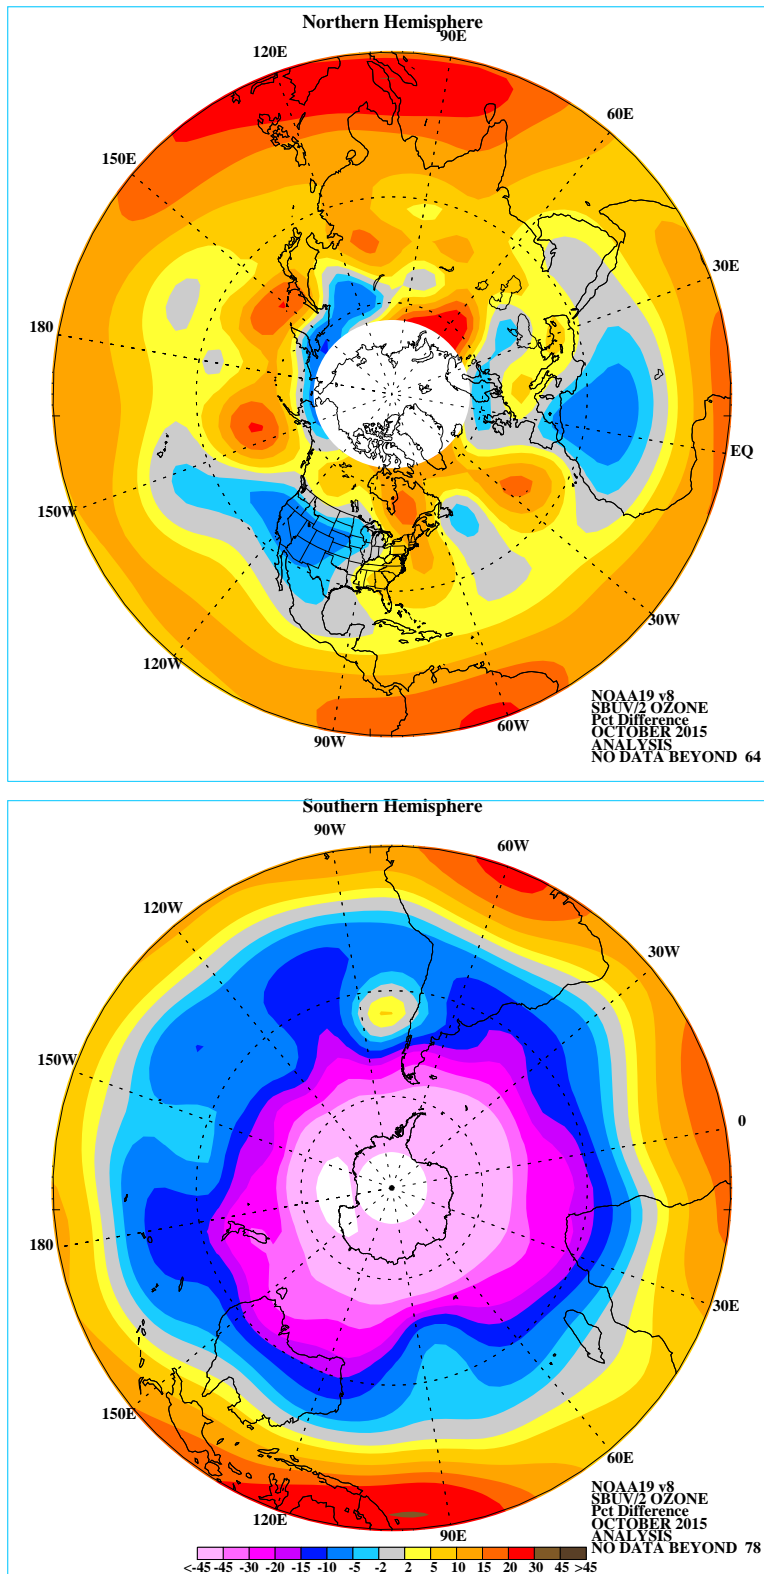 Northern Hemisphere
90E
120E
60E
150E
30E
180
EQ
150W
30W
120W
60W
90W
NOAA19 v8
SBUV/2 OZONE
Pct Difference
OCTOBER 2015
ANALYSIS
NO DATA BEYOND 64
Southern Hemisphere
90W
60W
120W
30W
150W
0
180
30E
150E
60E
120E
90E
NOAA19 v8
SBUV/2 OZONE
Pct Difference
OCTOBER 2015
ANALYSIS
NO DATA BEYOND 78
<-45 -45 -30 -20 -15 -10 -5 -2 2 5 10 15 20 30 45 >45